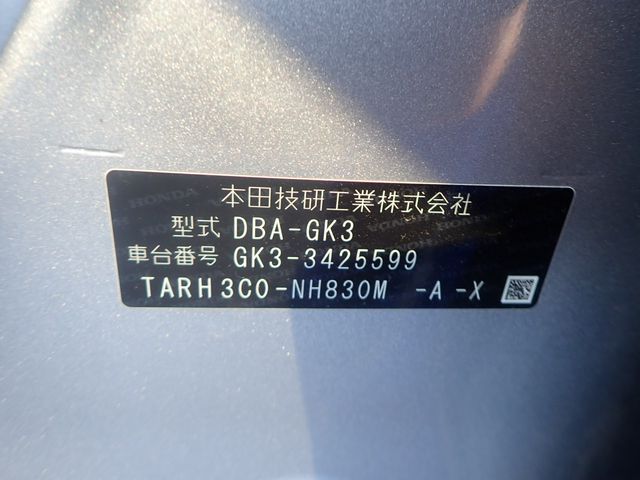 本田技研工業株式会社
型式 DBA-GK3
車台番号 GK3-3425599
TARH3C0-NH830M -A -X